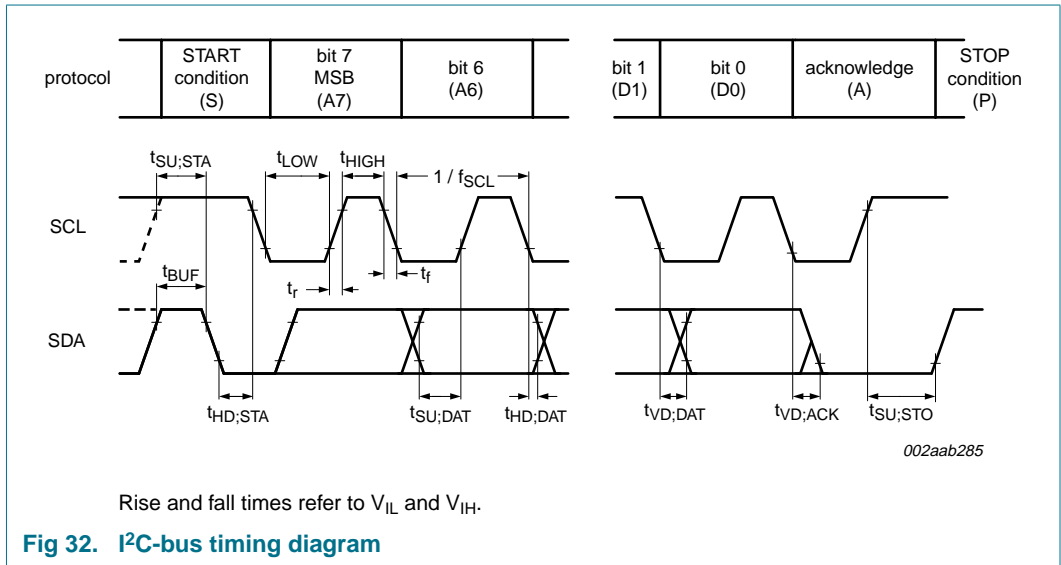 protocol
START
condition
(S)
bit 7
MSB
(A7)
bit 6
(A6)
bit 1
(D1)
bit 0
(D0)
acknowledge
(A)
STOP
condition
(P)
tSU;STA
tLOW
tHIGH
1 / fSCL
SCL
tBUF
tr
tf
SDA
tHD;STA
tSU;DAT
tHD;DAT
tVD;DAT
tVD;ACK
tSU;STO
002aab285
Rise and fall times refer to VIL and VIH.
Fig 32. I²C-bus timing diagram